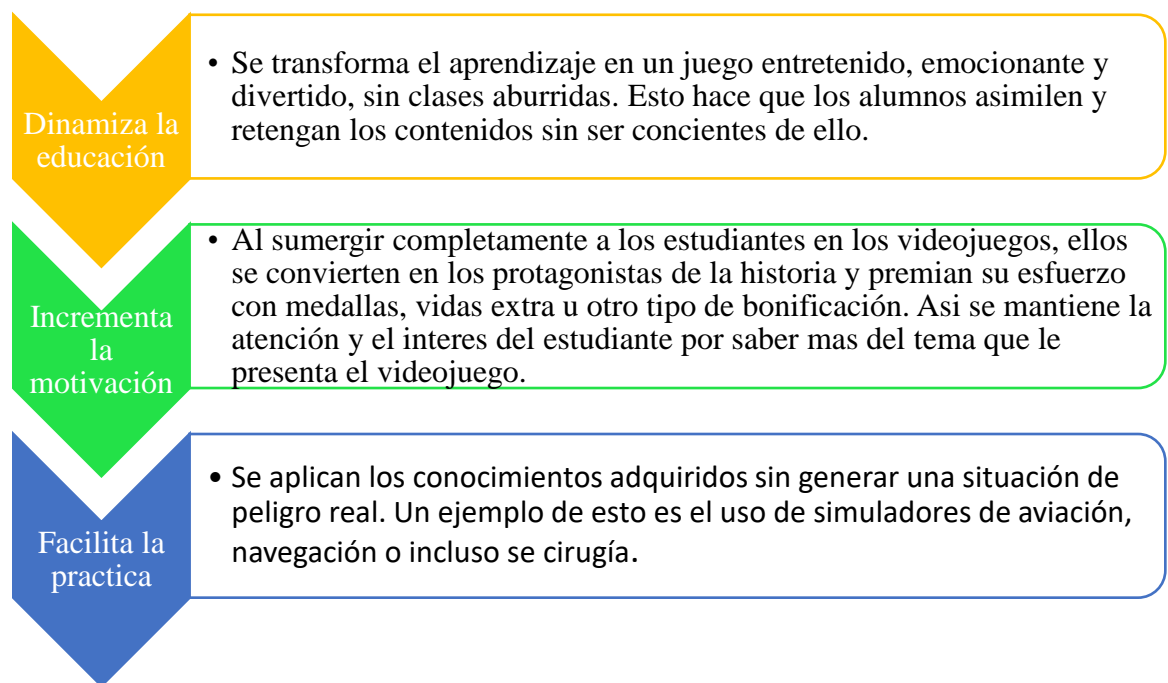 Dinamiza la
educación
• Se transforma el aprendizaje en un juego entretenido, emocionante y
divertido, sin clases aburridas. Esto hace que los alumnos asimilen y
retengan los contenidos sin ser concientes de ello.
Incrementa
la
motivación
• Al sumergir completamente a los estudiantes en los videojuegos, ellos
se convierten en los protagonistas de la historia y premian su esfuerzo
con medallas, vidas extra u otro tipo de bonificación. Asi se mantiene la
atención y el interes del estudiante por saber mas del tema que le
presenta el videojuego.
Facilita la
practica
• Se aplican los conocimientos adquiridos sin generar una situación de
peligro real. Un ejemplo de esto es el uso de simuladores de aviación,
navegación o incluso se cirugía.